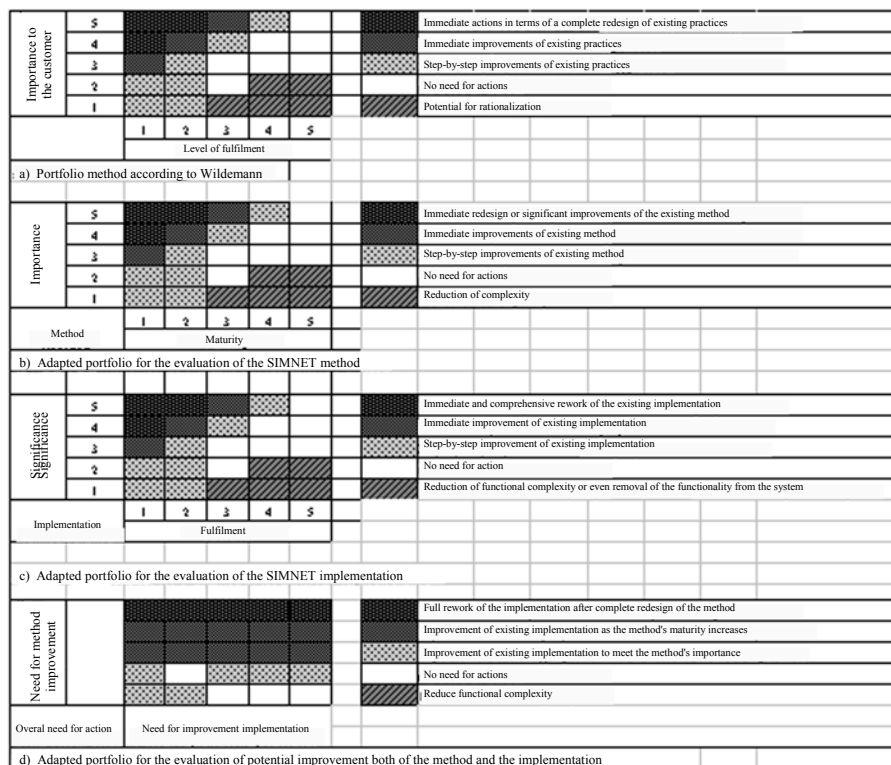 Importance to
the customer
5
Immediate actions in terms of a complete redesign of existing practices
4
Immediate improvements of existing practices
3
Step-by-step improvements of existing practices
2
No need for actions
1
Potential for rationalization
1 2 3 4 5
Level of fulfilment
a) Portfolio method according to Wildemann
Importance
5
Immediate redesign or significant improvements of the existing method
4
Immediate improvements of existing method
3
Step-by-step improvements of existing method
2
No need for actions
1
Reduction of complexity
1 2 3 4 5
Method
Maturity
b) Adapted portfolio for the evaluation of the SIMNET method
Significance
Significance
5
Immediate and comprehensive rework of the existing implementation
4
Immediate improvement of existing implementation
3
Step-by-step improvement of existing implementation
2
No need for action
1
Reduction of functional complexity or even removal of the functionality from the system
1 2 3 4 5
Implementation
Fulfilment
c) Adapted portfolio for the evaluation of the SIMNET implementation
Need for method
improvement
Full rework of the implementation after complete redesign of the method
Improvement of existing implementation as the method's maturity increases
Improvement of existing implementation to meet the method's importance
No need for actions
Reduce functional complexity
Overal need for action
Need for improvement implementation
d) Adapted portfolio for the evaluation of potential improvement both of the method and the implementation